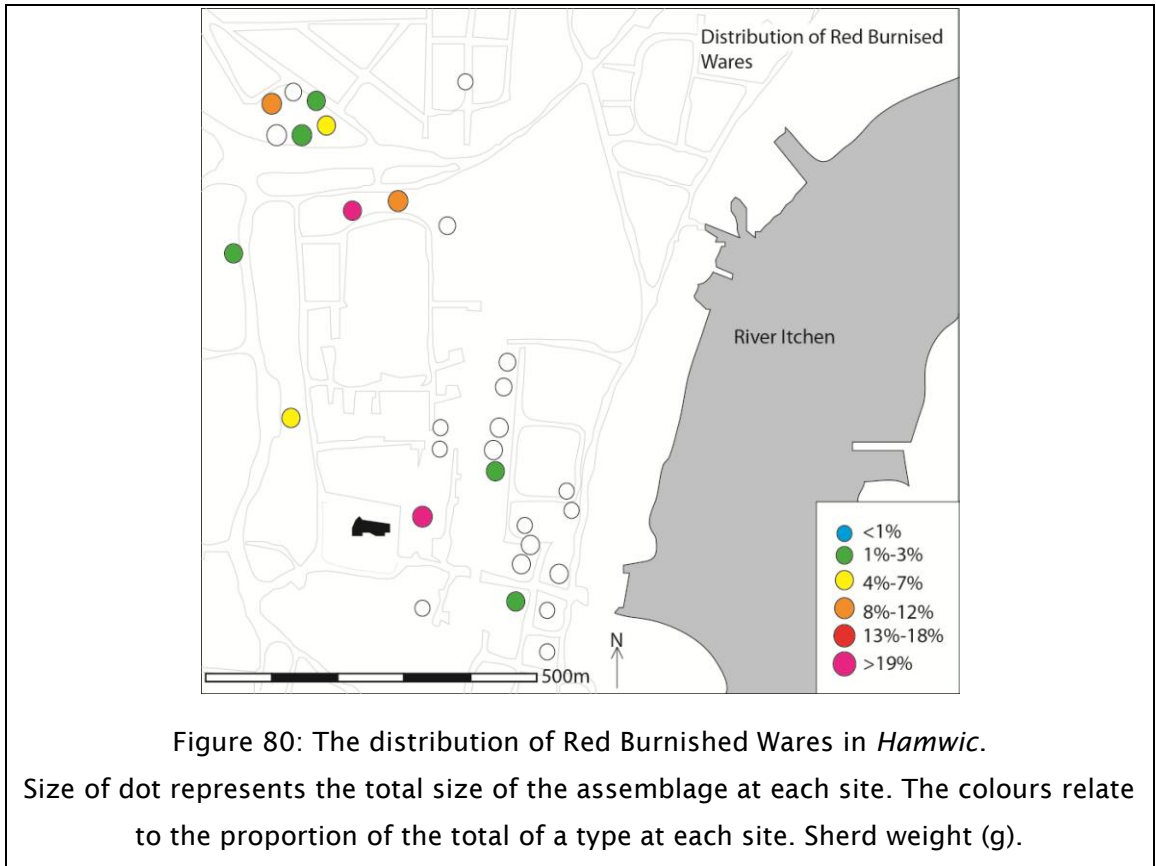 Distribution of Red Burnised
Wares
River Itchen
<1%
1%-3%
4%-7%
8%-12%
13%-18%
>19%
N
500m
Figure 80: The distribution of Red Burnished Wares in Hamwic.
Size of dot represents the total size of the assemblage at each site. The colours relate
to the proportion of the total of a type at each site. Sherd weight (g).